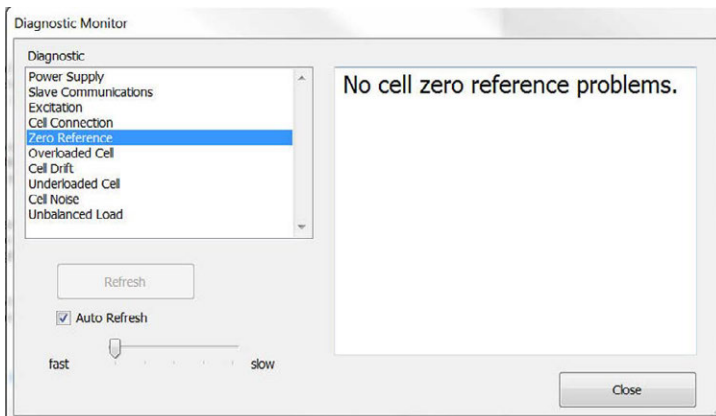 Diagnostic Monitor
Diagnostic
Power Supply
Slave Communications
Excitation
Cell Connection
Zero Reference
Overloaded Cell
Cell Drift
Underloaded Cell
Cell Noise
Unbalanced Load
No cell zero reference problems.
Refresh
Auto Refresh
fast
slow
Close